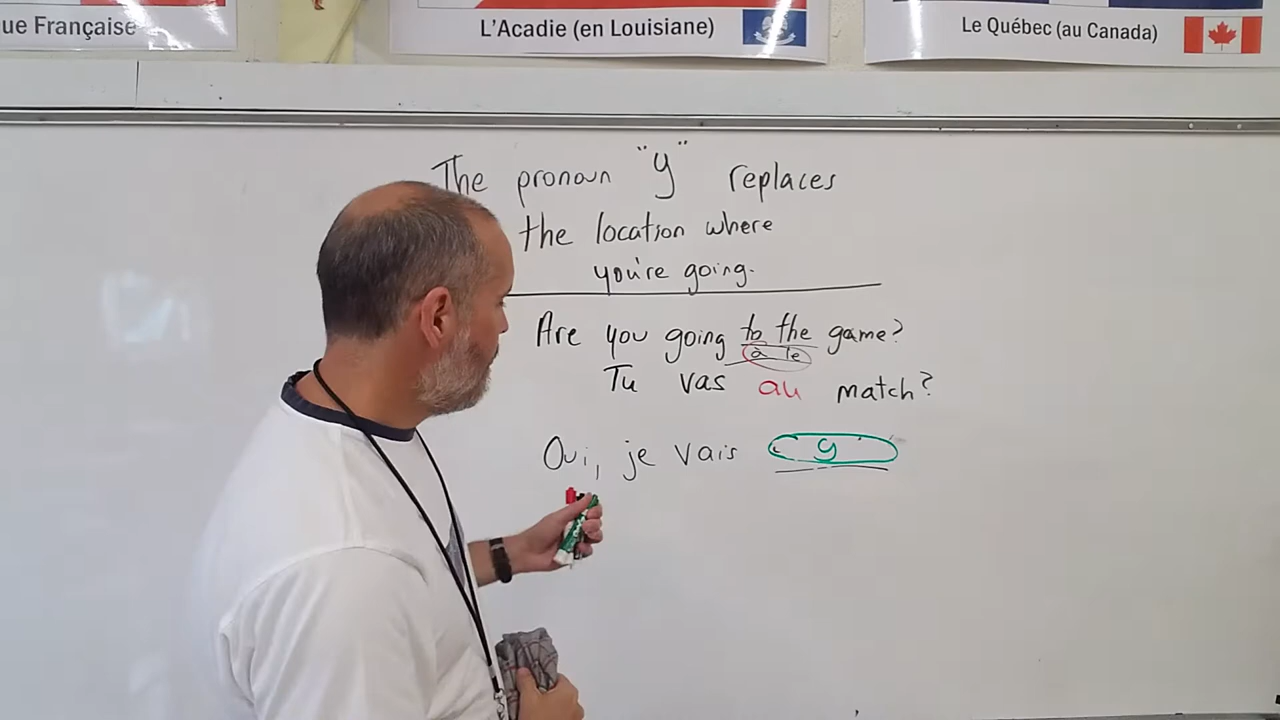 ue Française
L'Acadie (en Louisiane)
Le Québec (au Canada)
The pronoun "y" replaces
the location where
you're going.
Are you going to the game?
à le
Tu vas au match?
Oui, je vais y